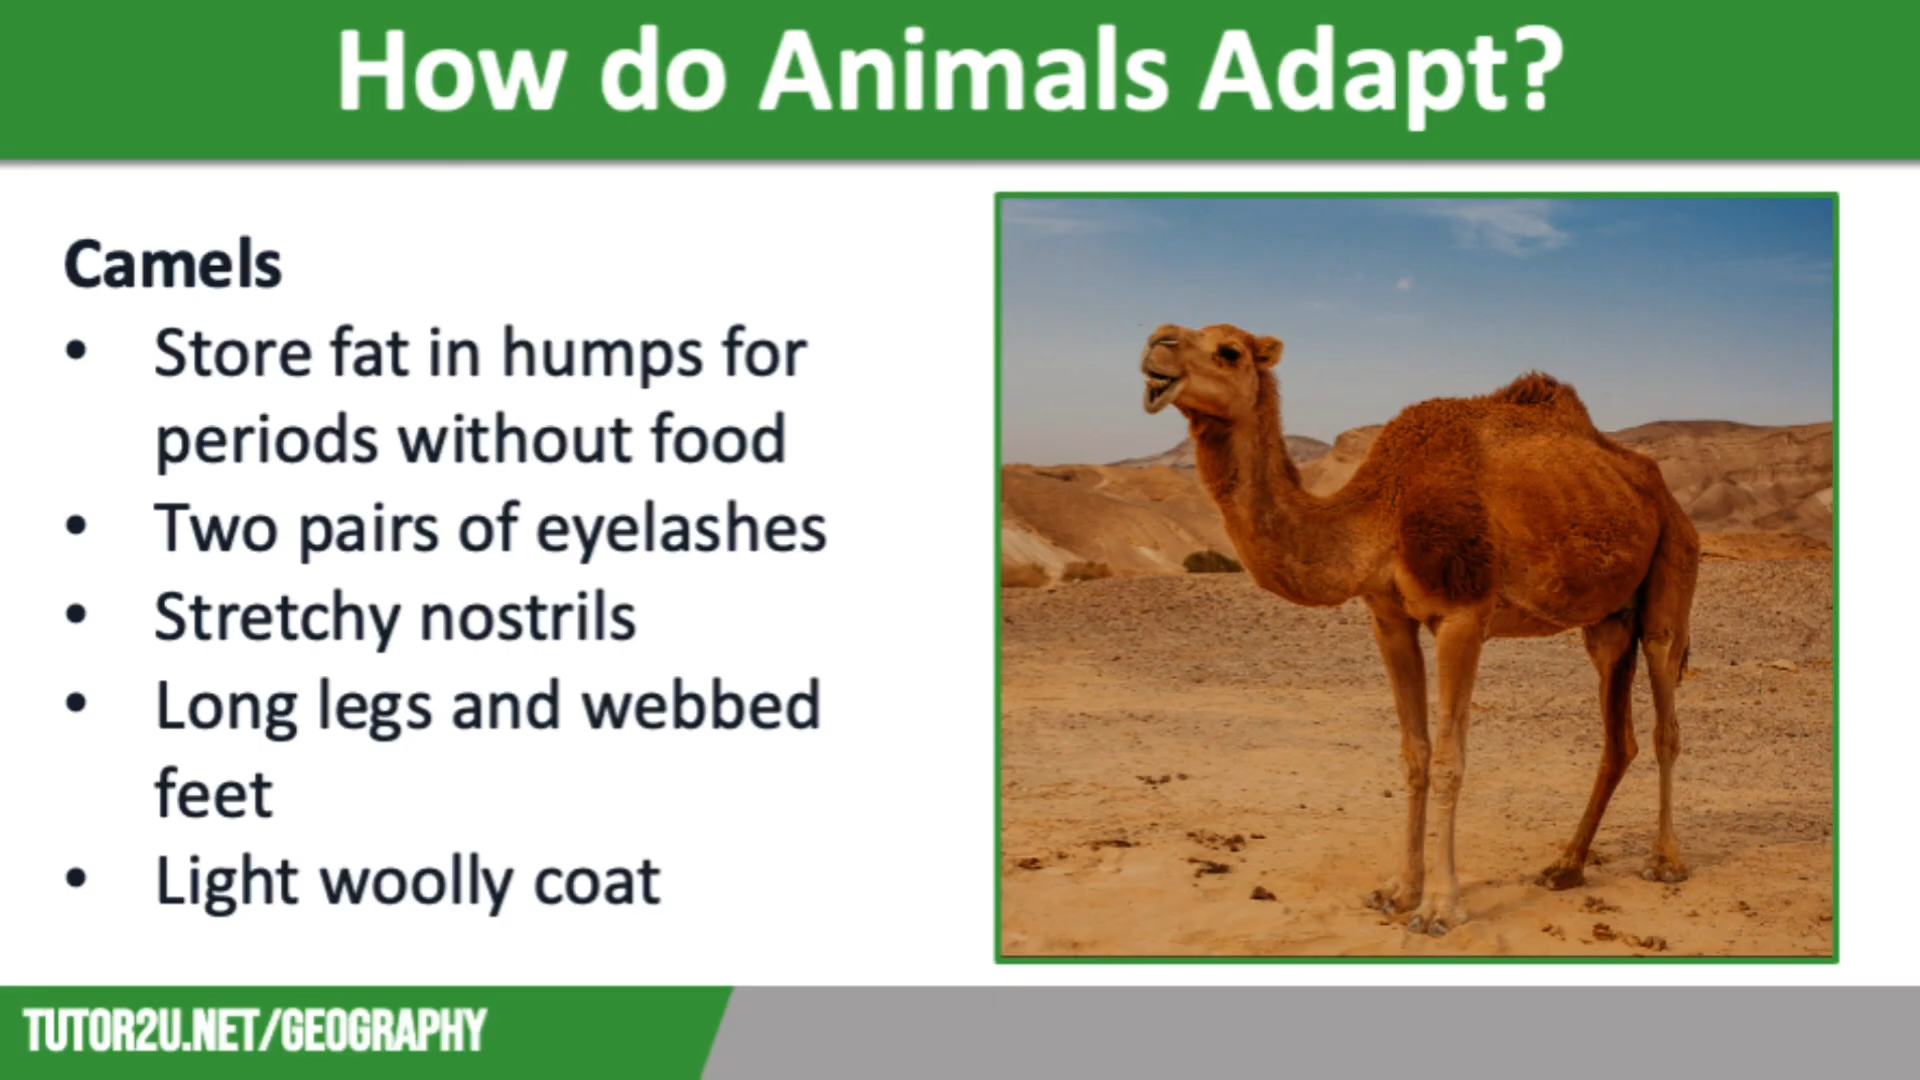 How do Animals Adapt?
Camels
• Store fat in humps for
periods without food
• Two pairs of eyelashes
• Stretchy nostrils
• Long legs and webbed
feet
• Light woolly coat
TUTOR2U.NET/GEOGRAPHY